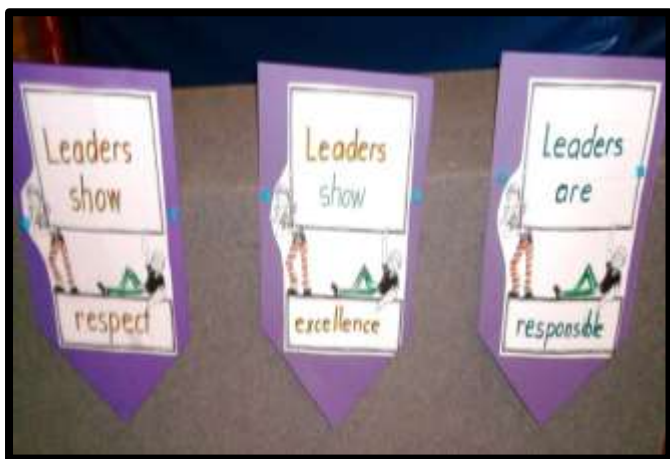 Leaders
show
respect
Leaders
show
excellence
Leaders
are
responsible